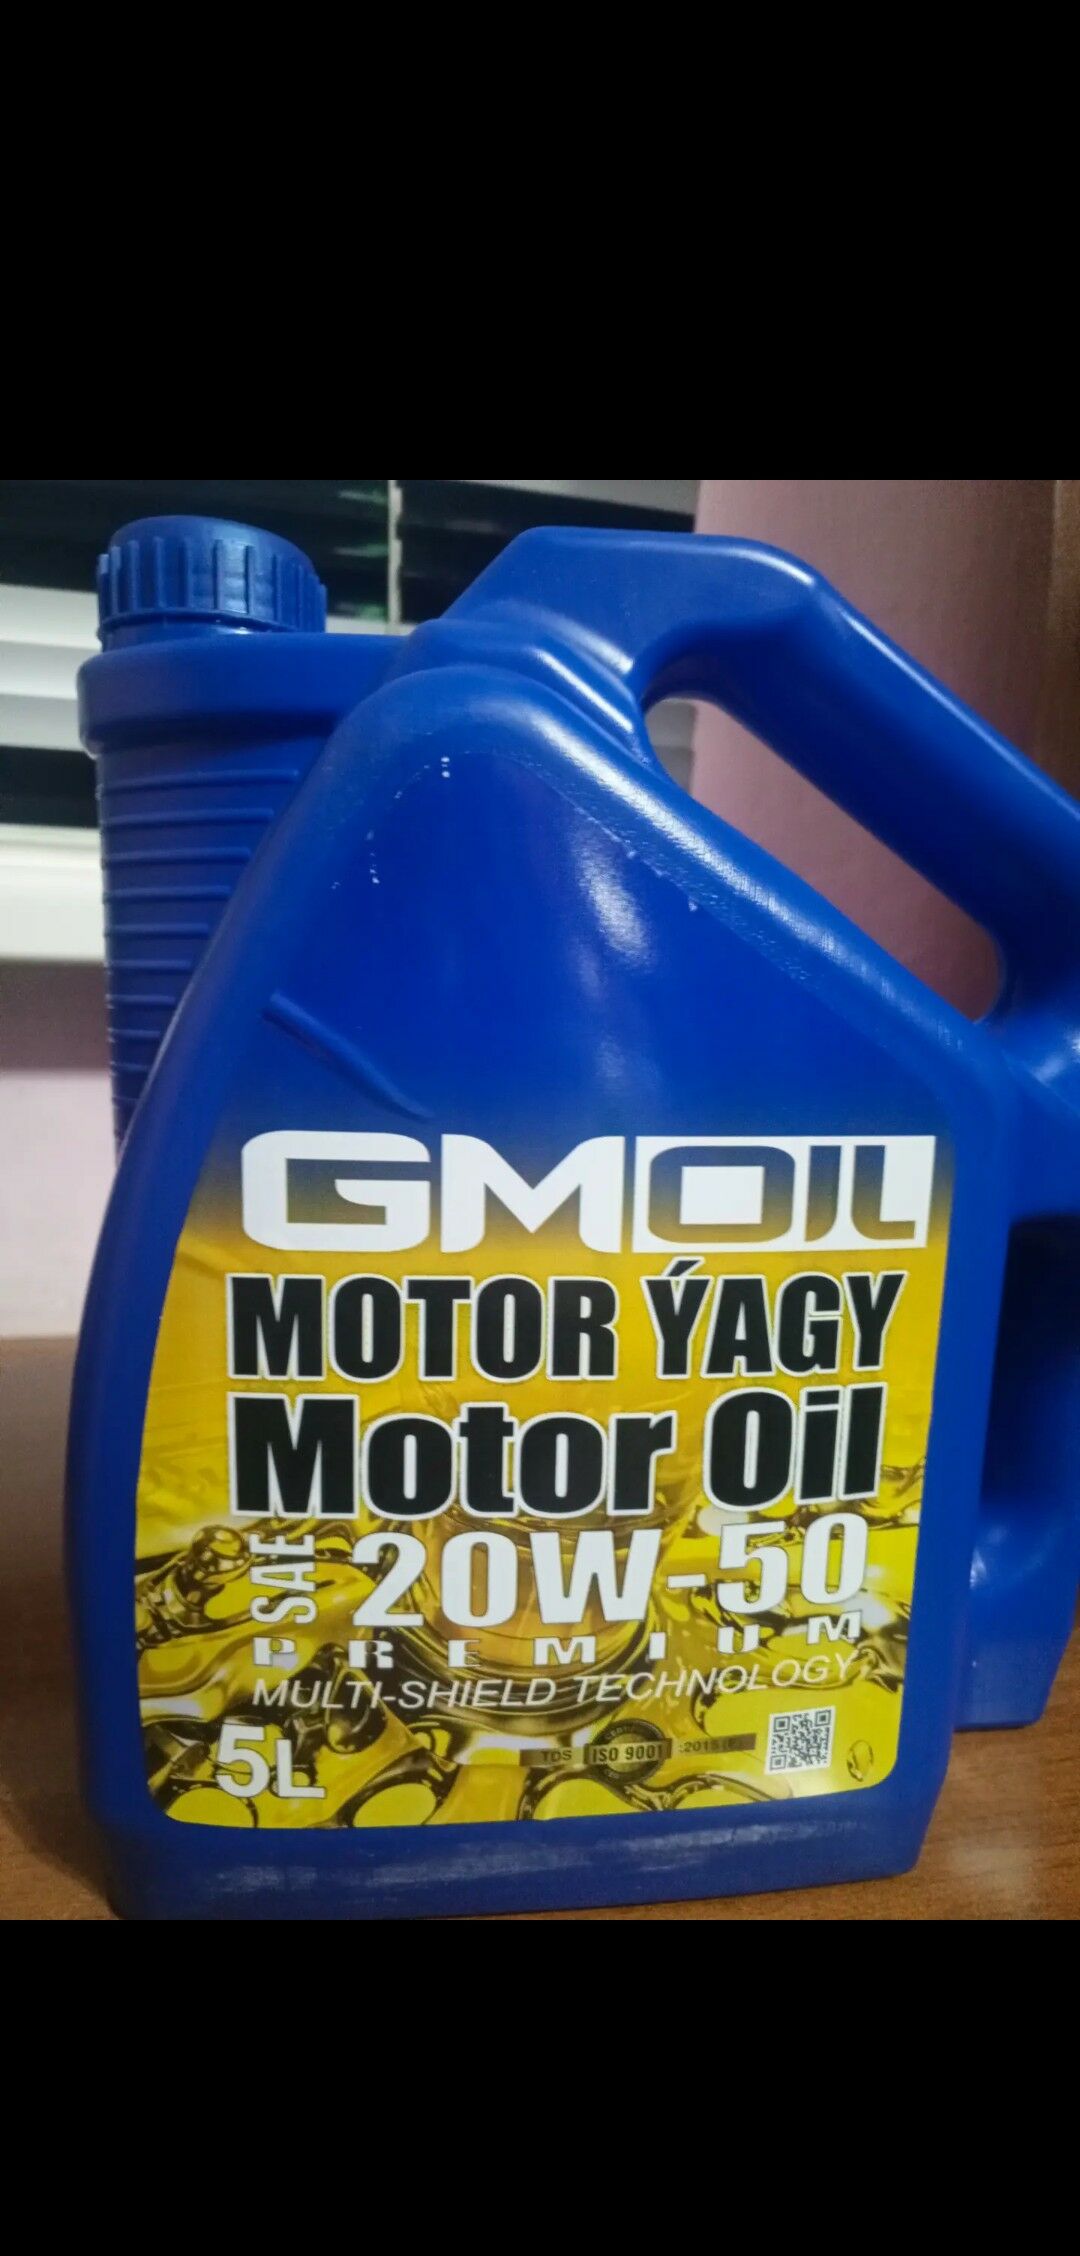 GMOIL
MOTOR ÝAGY
Motor Oil
SAE 20W-50
PREMIUM
MULTI-SHIELD TECHNOLOGY
5L
TDS ISO 9001 :2015